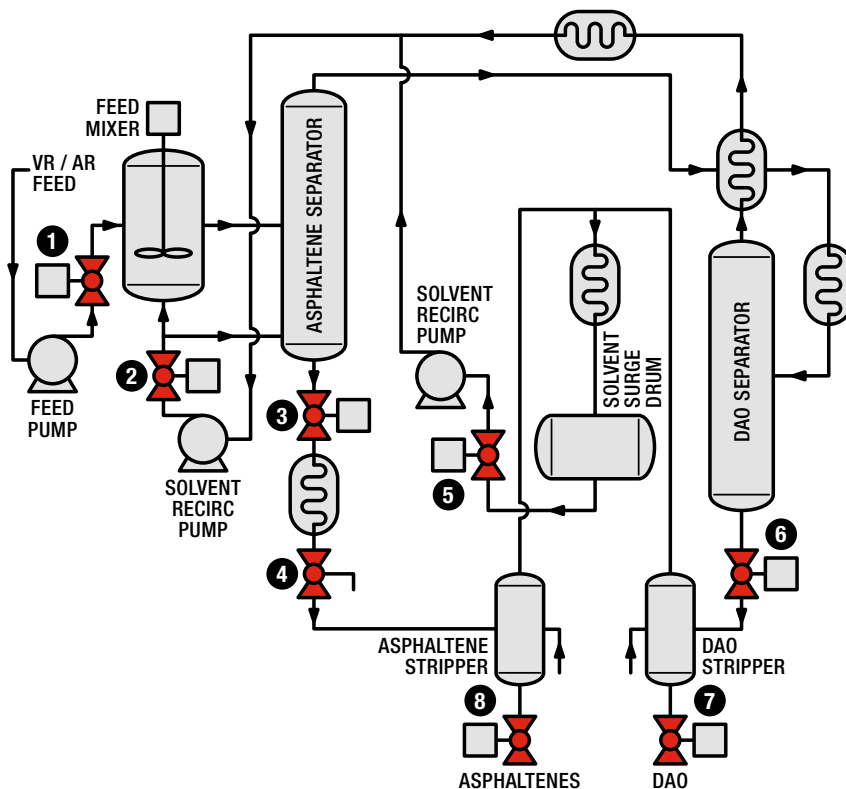 FEED
MIXER
VR / AR
FEED
1
FEED
PUMP
2
SOLVENT
RECIRC
PUMP
ASPHALTENE SEPARATOR
3
4
SOLVENT
RECIRC
PUMP
5
SOLVENT
SURGE
DRUM
DAO SEPARATOR
6
ASPHALTENE
STRIPPER
DAO
STRIPPER
8
7
ASPHALTENES
DAO